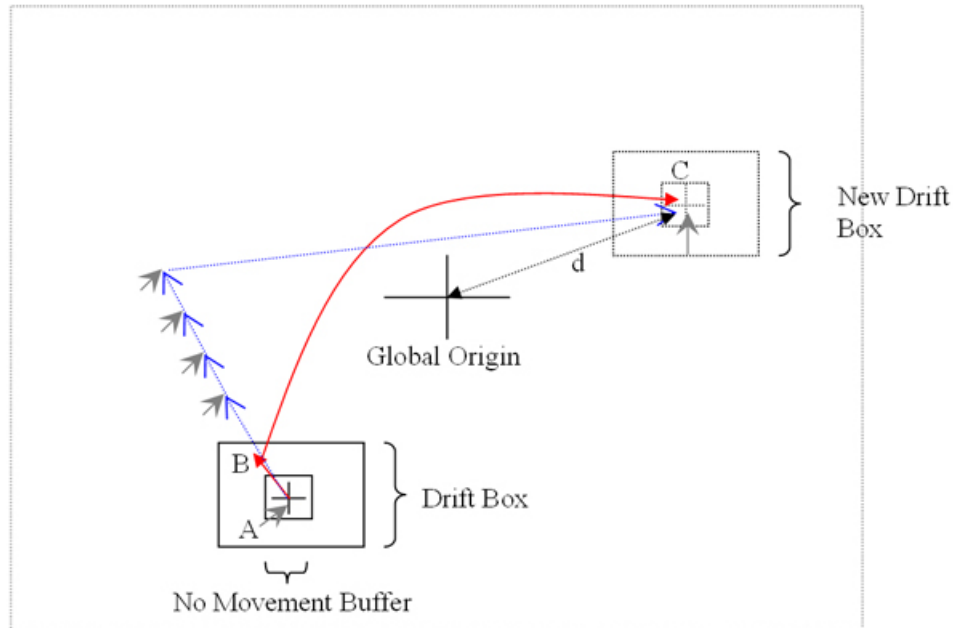 C
New Drift
Box
d
Global Origin
B
Drift Box
A
No Movement Buffer